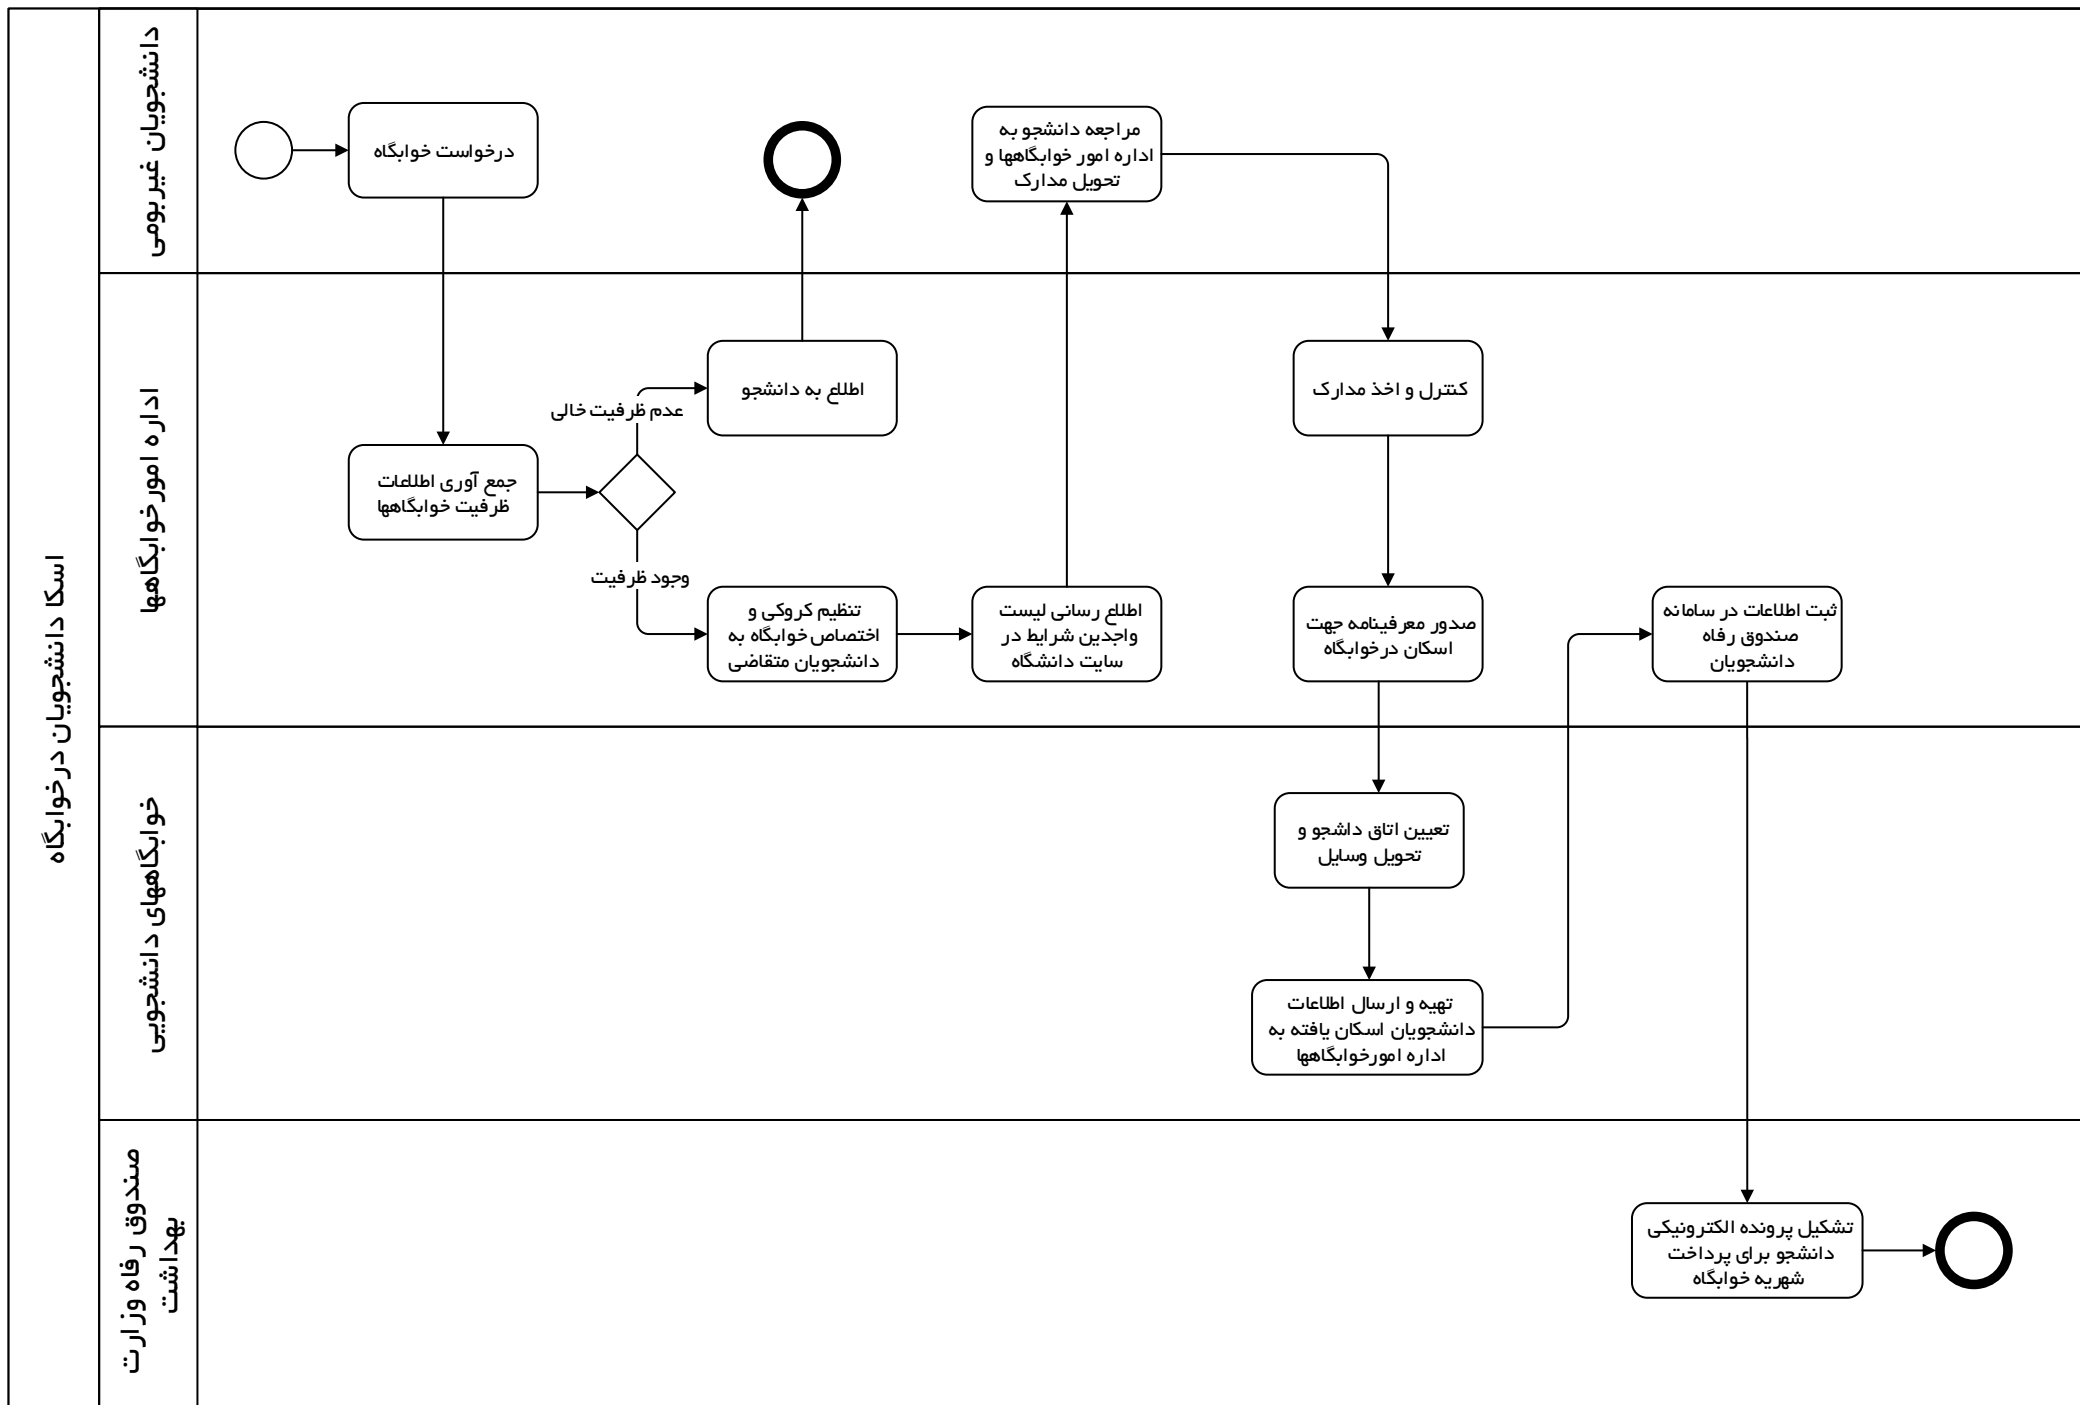 اسکا دانشجویان درخوابگاه
دانشجویان غیربومی
درخواست خوابگاه
مراجعه دانشجو به
اداره امور خوابگاهها و
تحویل مدارک
اداره امورخوابگاهها
جمع آوری اطلاعات
ظرفیت خوابگاهها
عدم ظرفیت خالی
اطلاع به دانشجو
وجود ظرفیت
تنظیم کروکی و
اختصاص خوابگاه به
دانشجویان متقاضی
اطلاع رسانی لیست
واجدین شرایط در
سایت دانشگاه
کنترل و اخذ مدارک
صدور معرفینامه جهت
اسکان درخوابگاه
ثبت اطلاعات در سامانه
صندوق رفاه
دانشجویان
خوابگاههای دانشجویی
تعیین اتاق داشجو و
تحویل وسایل
تهیه و ارسال اطلاعات
دانشجویان اسکان یافته به
اداره امورخوابگاهها
صندوق رفاه وزارت
بهداشت
تشکیل پرونده الکترونیکی
دانشجو برای پرداخت
شهریه خوابگاه